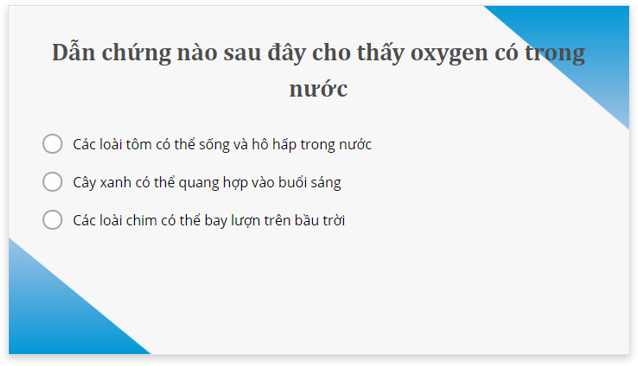 Dẫn chứng nào sau đây cho thấy oxygen có trong
nước
Các loài tôm có thể sống và hô hấp trong nước
Cây xanh có thể quang hợp vào buổi sáng
Các loài chim có thể bay lượn trên bầu trời